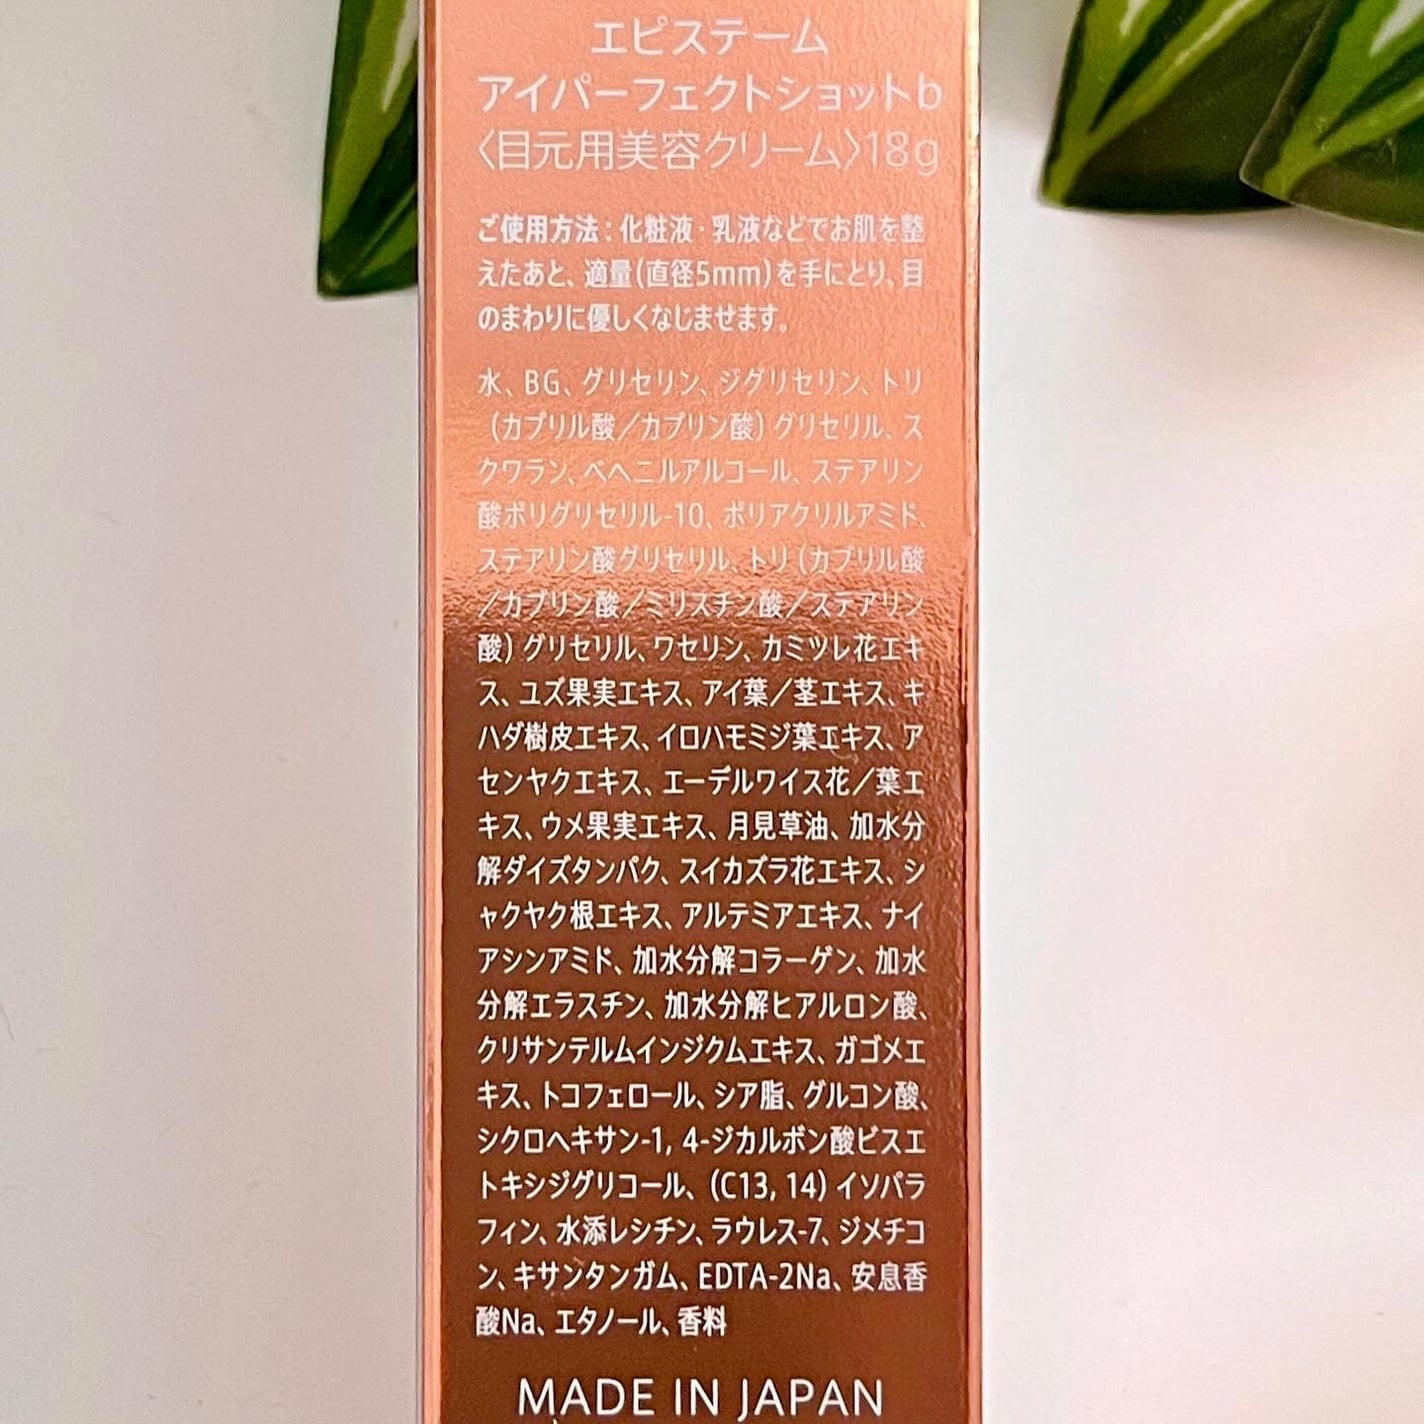 エピステーム
アイパーフェクトショットb
〈目元用美容クリーム〉18g
ご使用方法：化粧液・乳液などでお肌を整
えたあと、適量(直径5mm)を手にとり、目
のまわりに優しくなじませます。
水、BG、グリセリン、ジグリセリン、トリ
(カプリル酸／カプリン酸)グリセリル、ス
クワラン、ベヘニルアルコール、ステアリン
酸ポリグリセリル-10、ポリアクリルアミド、
ステアリン酸グリセリル、トリ(カプリル酸
／カプリン酸／ミリスチン酸／ステアリン
酸)グリセリル、ワセリン、カミツレ花エキ
ス、ユズ果実エキス、アイ葉／茎エキス、キ
ハダ樹皮エキス、イロハモミジ葉エキス、ア
センヤクエキス、エーデルワイス花／葉エ
キス、ウメ果実エキス、月見草油、加水分
解ダイズタンパク、スイカズラ花エキス、シ
ャクヤク根エキス、アルテミアエキス、ナイ
アシンアミド、加水分解コラーゲン、加水
分解エラスチン、加水分解ヒアルロン酸、
クリサンテルムインジクムエキス、ガゴメエ
キス、トコフェロール、シア脂、グルコン酸、
シクロヘキサン-1, 4-ジカルボン酸ビスエ
トキシジグリコール、(C13, 14)イソパラ
フィン、水添レシチン、ラウレス-7、ジメチコ
ン、キサンタンガム、EDTA-2Na、安息香
酸Na、エタノール、香料
MADE IN JAPAN